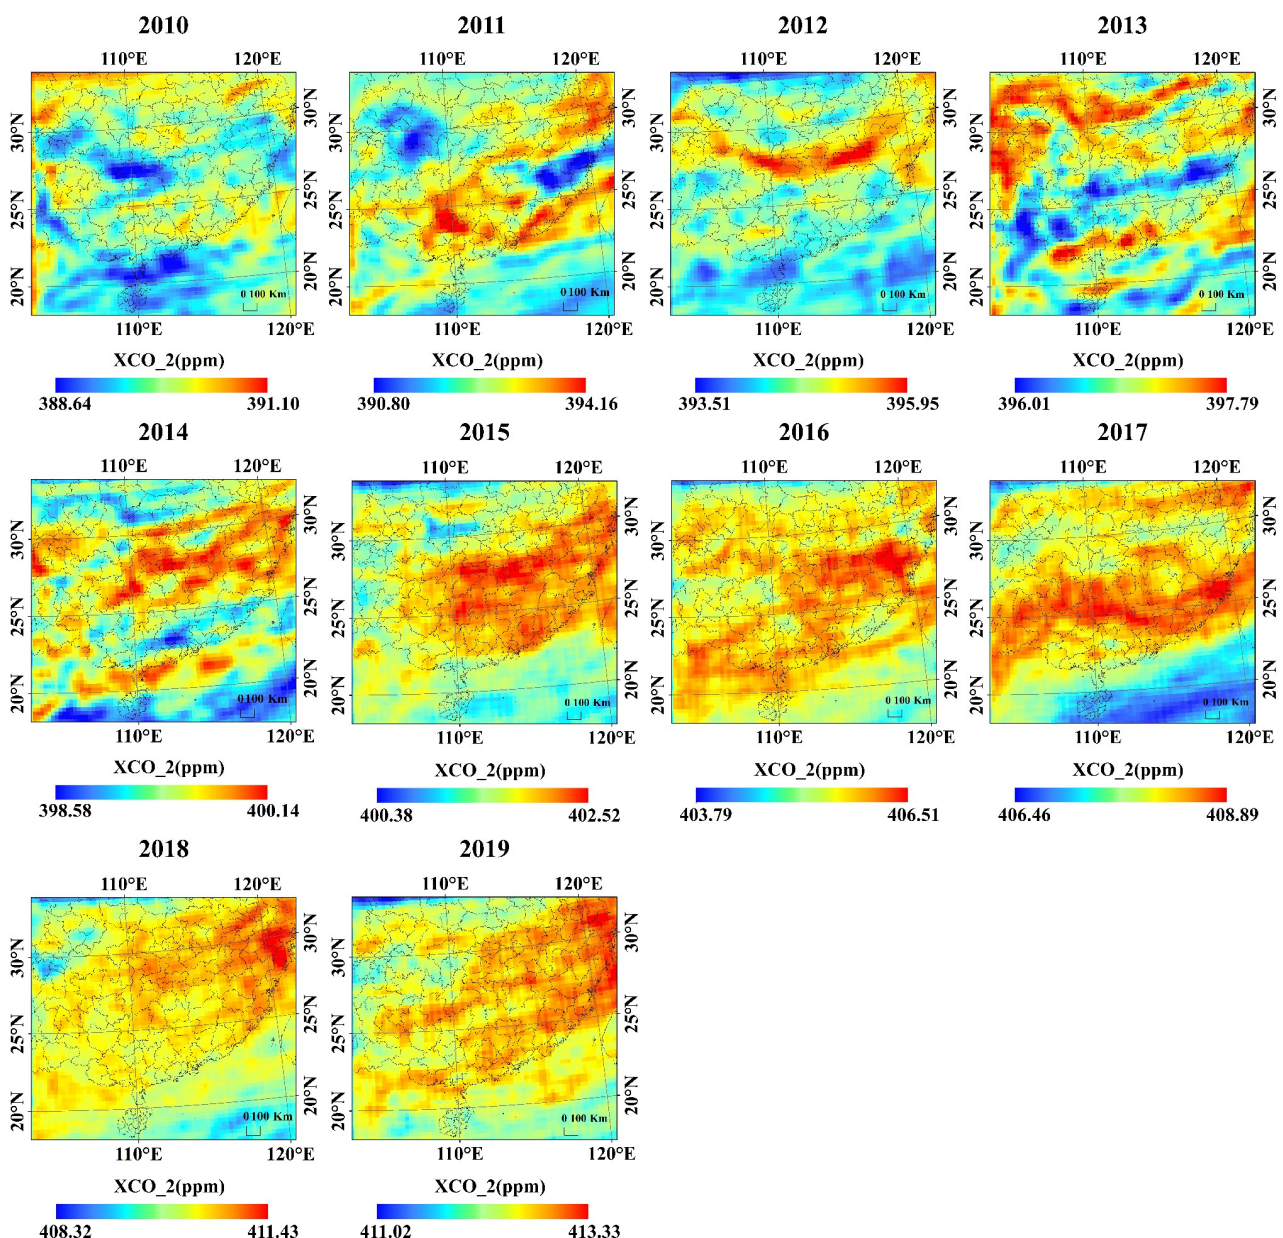 2010 2011 2012 2013
110°E 120°E 110°E 120°E 110°E 120°E 110°E 120°E
30°N 30°N 30°N 30°N 30°N 30°N 30°N 30°N
25°N 25°N 25°N 25°N 25°N 25°N 25°N 25°N
20°N 20°N 20°N 20°N 20°N 20°N 20°N 20°N
0 100 Km 0 100 Km 0 100 Km 0 100 Km
110°E 120°E 110°E 120°E 110°E 120°E 110°E 120°E
XCO_2(ppm) XCO_2(ppm) XCO_2(ppm) XCO_2(ppm)
388.64 391.10 390.80 394.16 393.51 395.95 396.01 397.79
2014 2015 2016 2017
110°E 120°E 110°E 120°E 110°E 120°E 110°E 120°E
30°N 30°N 30°N 30°N 30°N 30°N 30°N 30°N
25°N 25°N 25°N 25°N 25°N 25°N 25°N 25°N
20°N 20°N 20°N 20°N 20°N 20°N 20°N 20°N
0 100 Km 0 100 Km 0 100 Km 0 100 Km
110°E 120°E 110°E 120°E 110°E 120°E 110°E 120°E
XCO_2(ppm) XCO_2(ppm) XCO_2(ppm) XCO_2(ppm)
398.58 400.14 400.38 402.52 403.79 406.51 406.46 408.89
2018 2019
110°E 120°E 110°E 120°E
30°N 30°N 30°N 30°N
25°N 25°N 25°N 25°N
20°N 20°N 20°N 20°N
0 100 Km 0 100 Km
110°E 120°E 110°E 120°E
XCO_2(ppm) XCO_2(ppm)
408.32 411.43 411.02 413.33